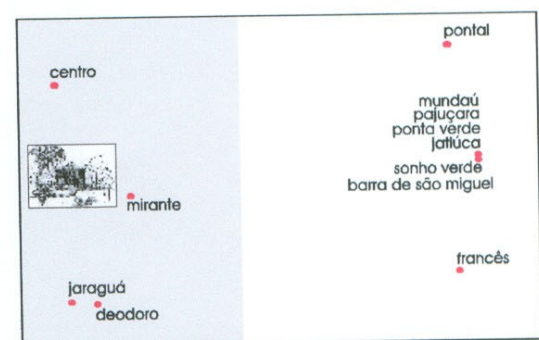 pontal
centro
mundaú
pajuçara
ponta verde
jatiúca
sonho verde
barra de são miguel
mirante
francês
jaraguá
deodoro